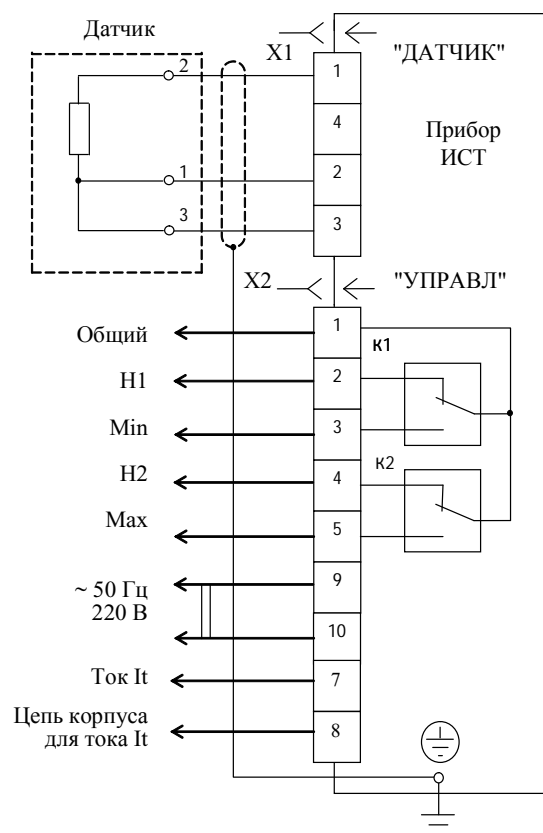 Датчик
X1
"ДАТЧИК"
2
1
3
1
4
2
3
Прибор
ИСТ
X2
"УПРАВЛ"
Общий
1
К1
Н1
2
Min
3
Н2
4
К2
Max
5
~ 50 Гц
220 В
9
10
Ток It
7
Цепь корпуса
для тока It
8